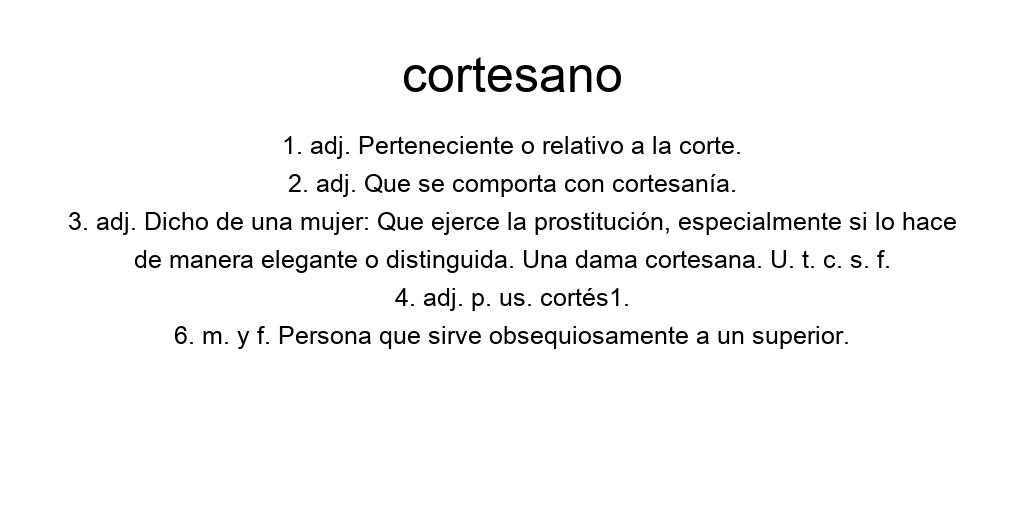 cortesano
1. adj. Perteneciente o relativo a la corte.
2. adj. Que se comporta con cortesanía.
3. adj. Dicho de una mujer: Que ejerce la prostitución, especialmente si lo hace
de manera elegante o distinguida. Una dama cortesana. U. t. c. s. f.
4. adj. p. us. cortés1.
6. m. y f. Persona que sirve obsequiosamente a un superior.